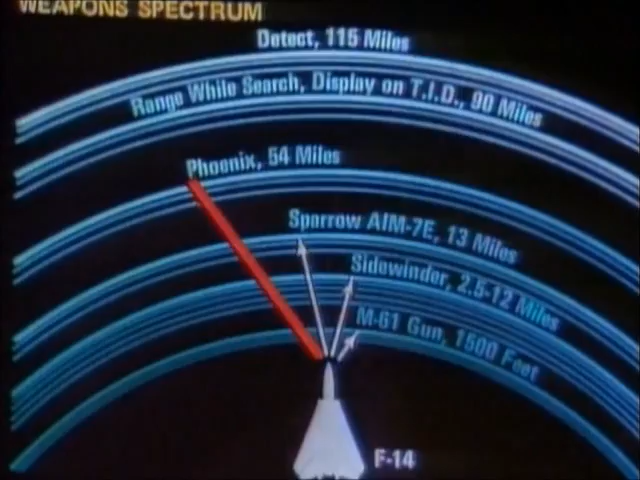 WEAPONS SPECTRUM
Detect, 115 Miles
Range While Search, Display on T.I.D., 90 Miles
Phoenix, 54 Miles
Sparrow AIM-7E, 13 Miles
Sidewinder, 2.5-12 Miles
M-61 Gun, 1500 Feet
F-14